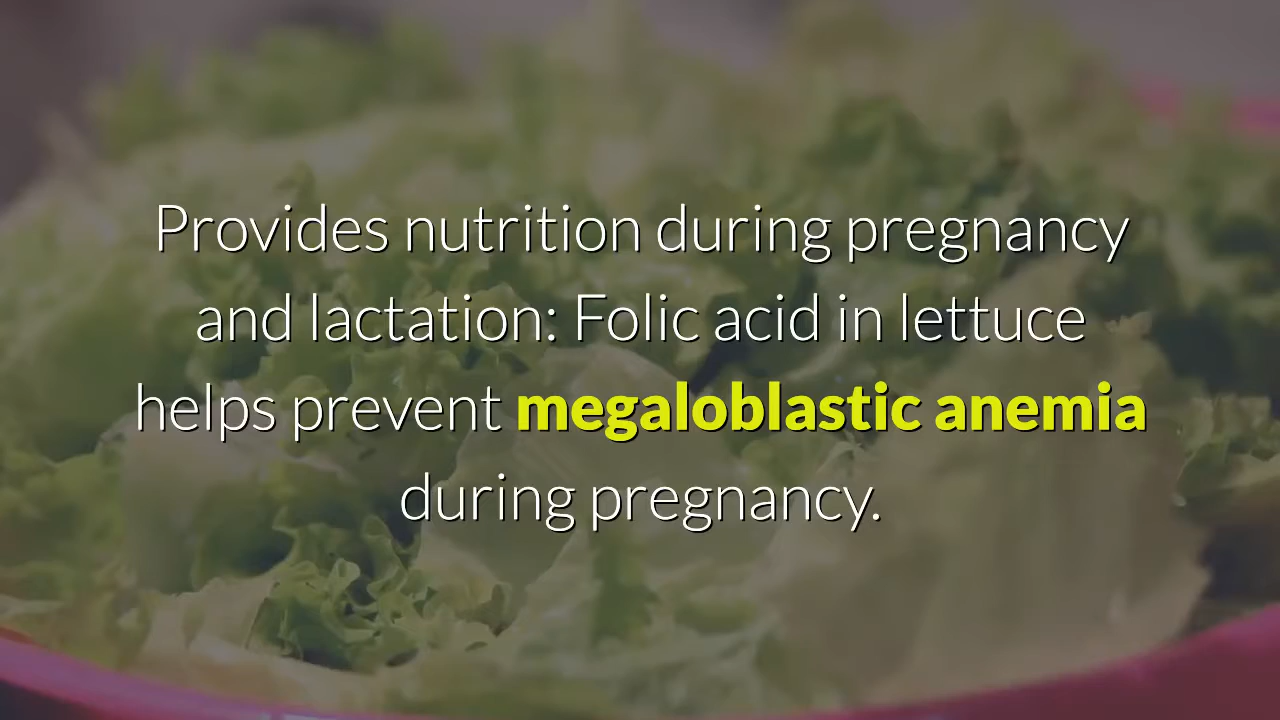 Provides nutrition during pregnancy
and lactation: Folic acid in lettuce
helps prevent megaloblastic anemia
during pregnancy.